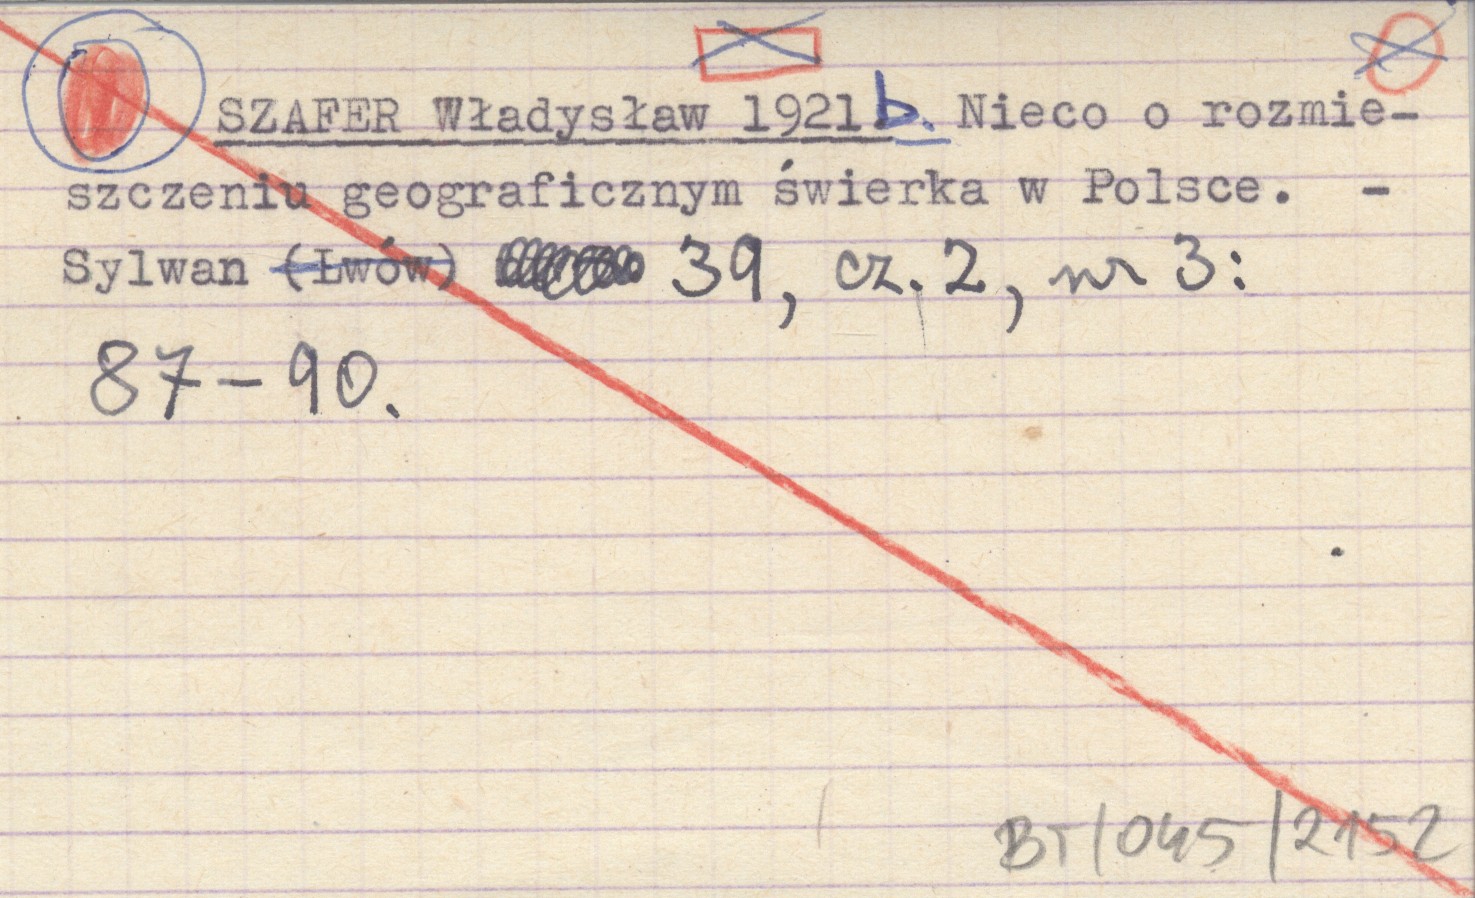 SZAFER Władysław 1921b. Nieco o rozmie-
szczeniu geograficznym świerka w Polsce. -
Sylwan (Lwów) 39, cz. 2, nr 3:
87-90.
BT/045/2152